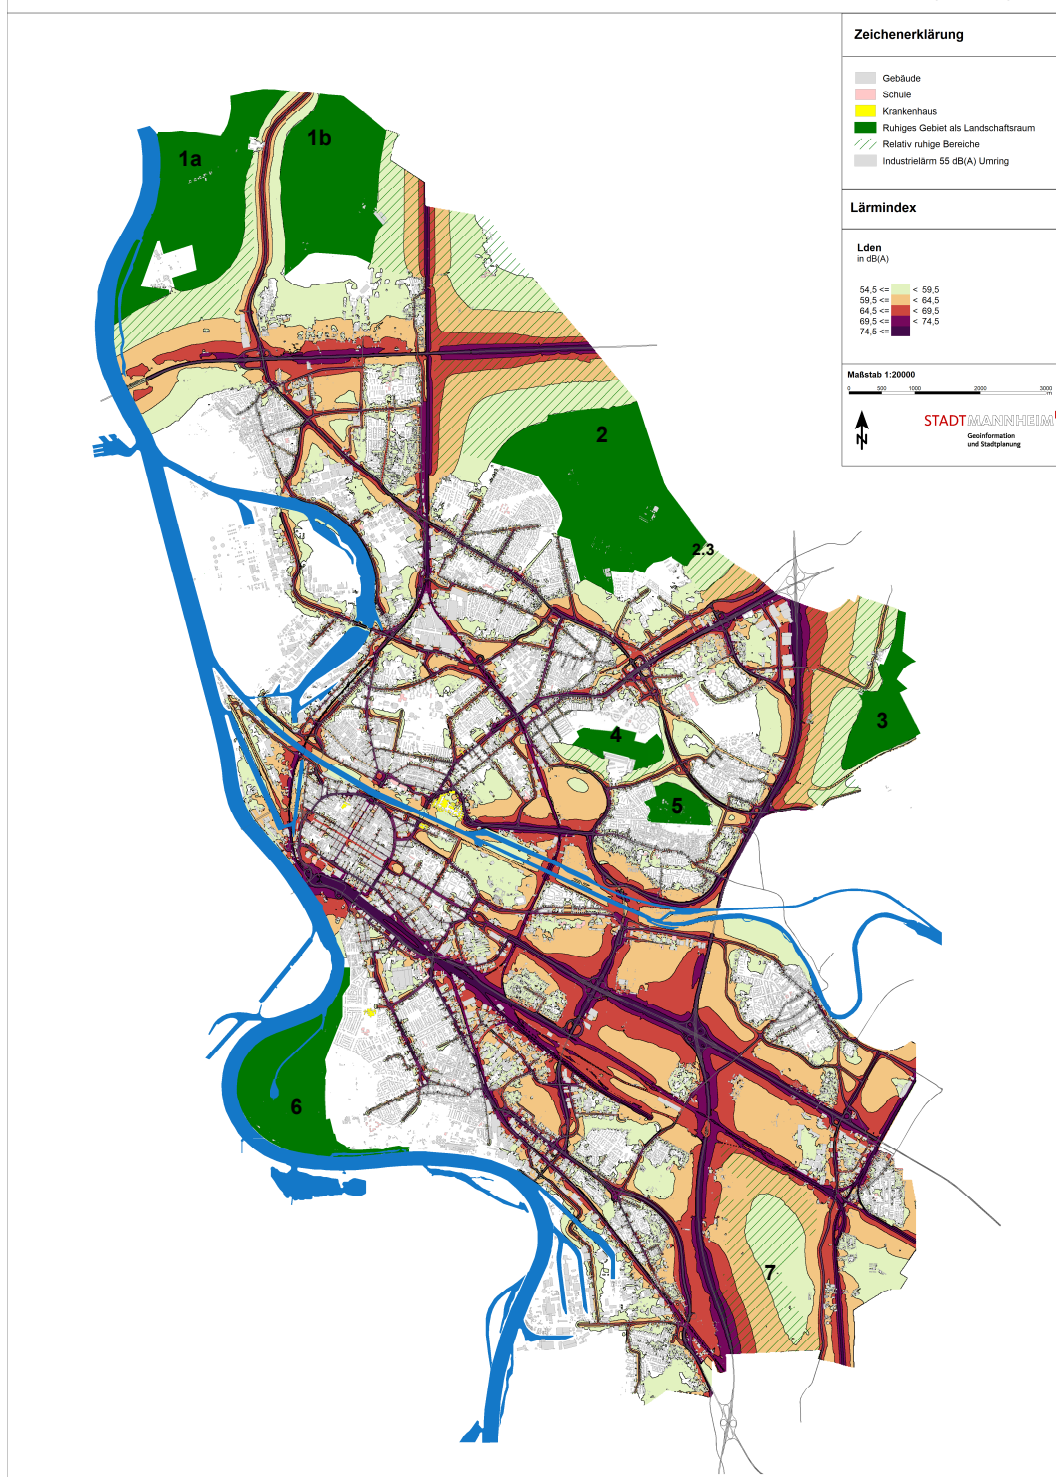 Zeichenerklärung
Gebäude
Schule
Krankenhaus
Ruhiges Gebiet als Landschaftsraum
Relativ ruhige Bereiche
Industrielärm 55 dB(A) Umring
Lärmindex
Lden
in dB(A)
54,5 <= < 59,5
59,5 <= < 64,5
64,5 <= < 69,5
69,5 <= < 74,5
74,5 <=
Maßstab 1:20000
0 500 1000 2000 3000
m
N
STADTMANNHEIM
Geoinformation
und Stadtplanung
1a
1b
2
2.3
3
4
5
6
7